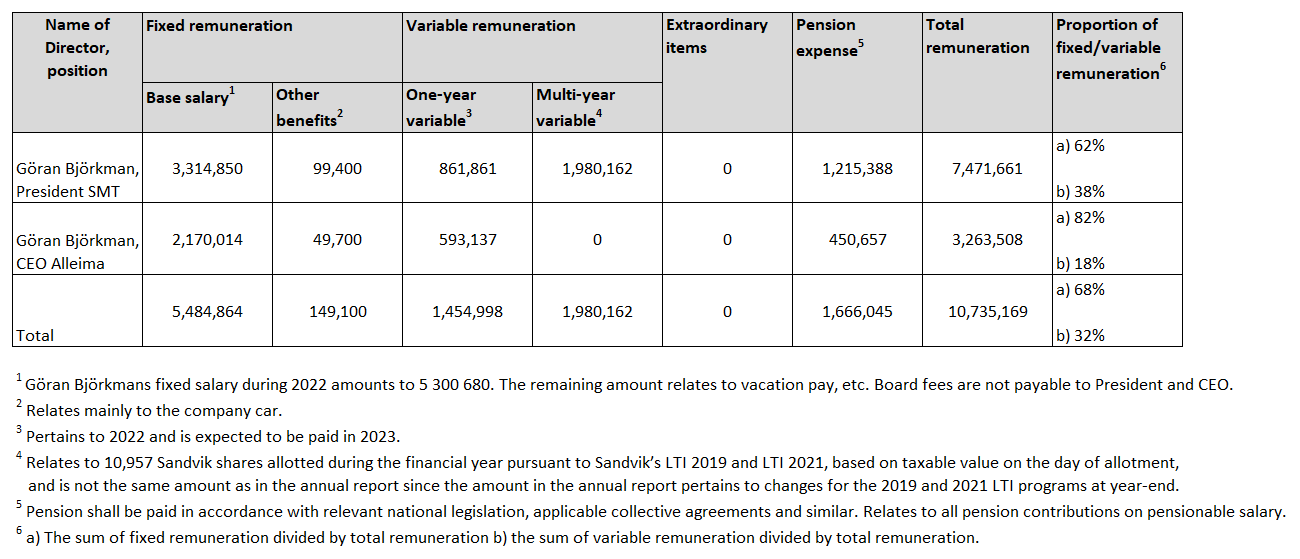 Name of Director, position Fixed remuneration Variable remuneration Extraordinary items Pension expense5 Total remuneration Proportion of fixed/variable remuneration6
Base salary1 Other benefits2 One-year variable3 Multi-year variable4
Göran Björkman, President SMT 3,314,850 99,400 861,861 1,980,162 0 1,215,388 7,471,661 a) 62% b) 38%
Göran Björkman, CEO Alleima 2,170,014 49,700 593,137 0 0 450,657 3,263,508 a) 82% b) 18%
Total 5,484,864 149,100 1,454,998 1,980,162 0 1,666,045 10,735,169 a) 68% b) 32%
1 Göran Björkmans fixed salary during 2022 amounts to 5 300 680. The remaining amount relates to vacation pay, etc. Board fees are not payable to President and CEO.
2 Relates mainly to the company car.
3 Pertains to 2022 and is expected to be paid in 2023.
4 Relates to 10,957 Sandvik shares allotted during the financial year pursuant to Sandvik’s LTI 2019 and LTI 2021, based on taxable value on the day of allotment,
and is not the same amount as in the annual report since the amount in the annual report pertains to changes for the 2019 and 2021 LTI programs at year-end.
5 Pension shall be paid in accordance with relevant national legislation, applicable collective agreements and similar. Relates to all pension contributions on pensionable salary.
6 a) The sum of fixed remuneration divided by total remuneration b) the sum of variable remuneration divided by total remuneration.